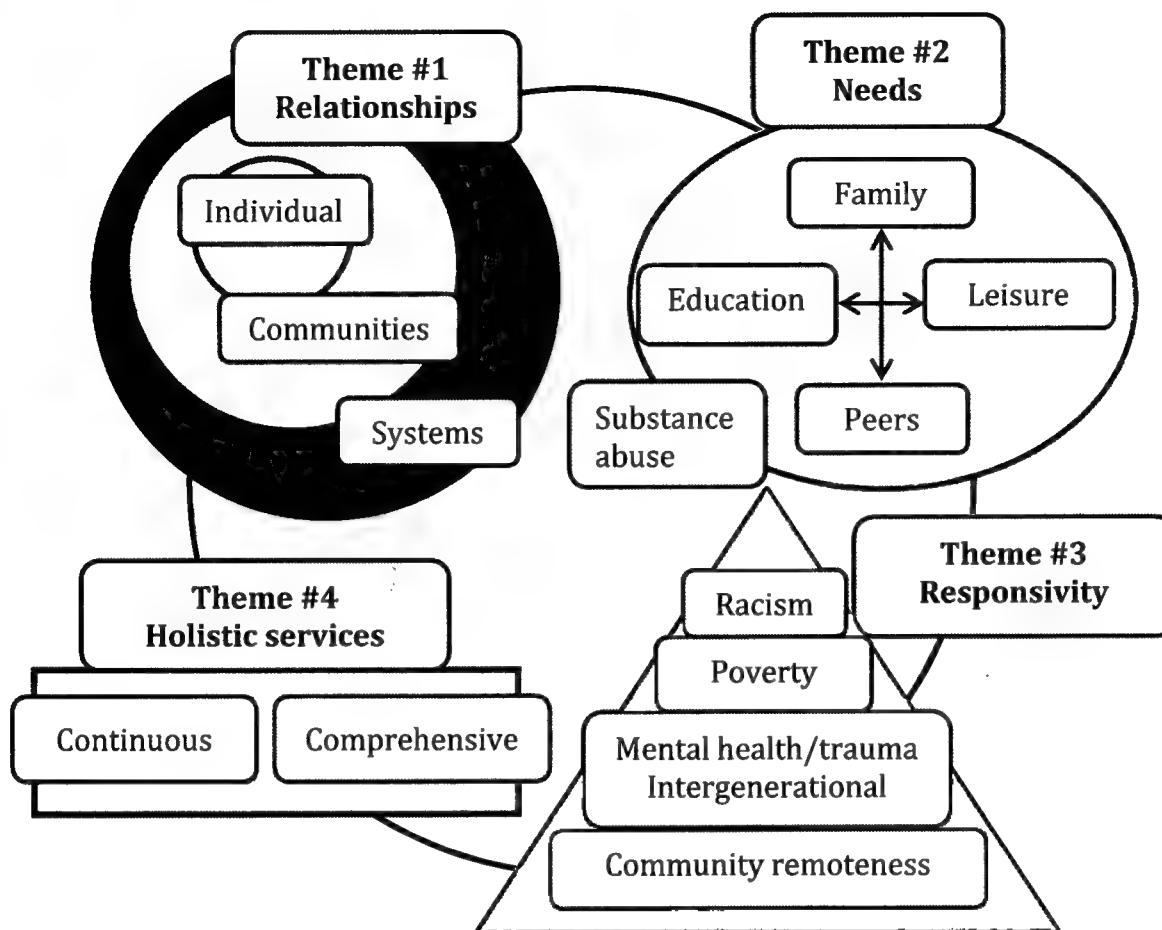 Theme #1
Relationships
Individual
Communities
Systems
Theme #2
Needs
Family
Education
Leisure
Peers
Substance
abuse
Theme #3
Responsivity
Racism
Poverty
Mental health/trauma
Intergenerational
Community remoteness
Theme #4
Holistic services
Continuous
Comprehensive